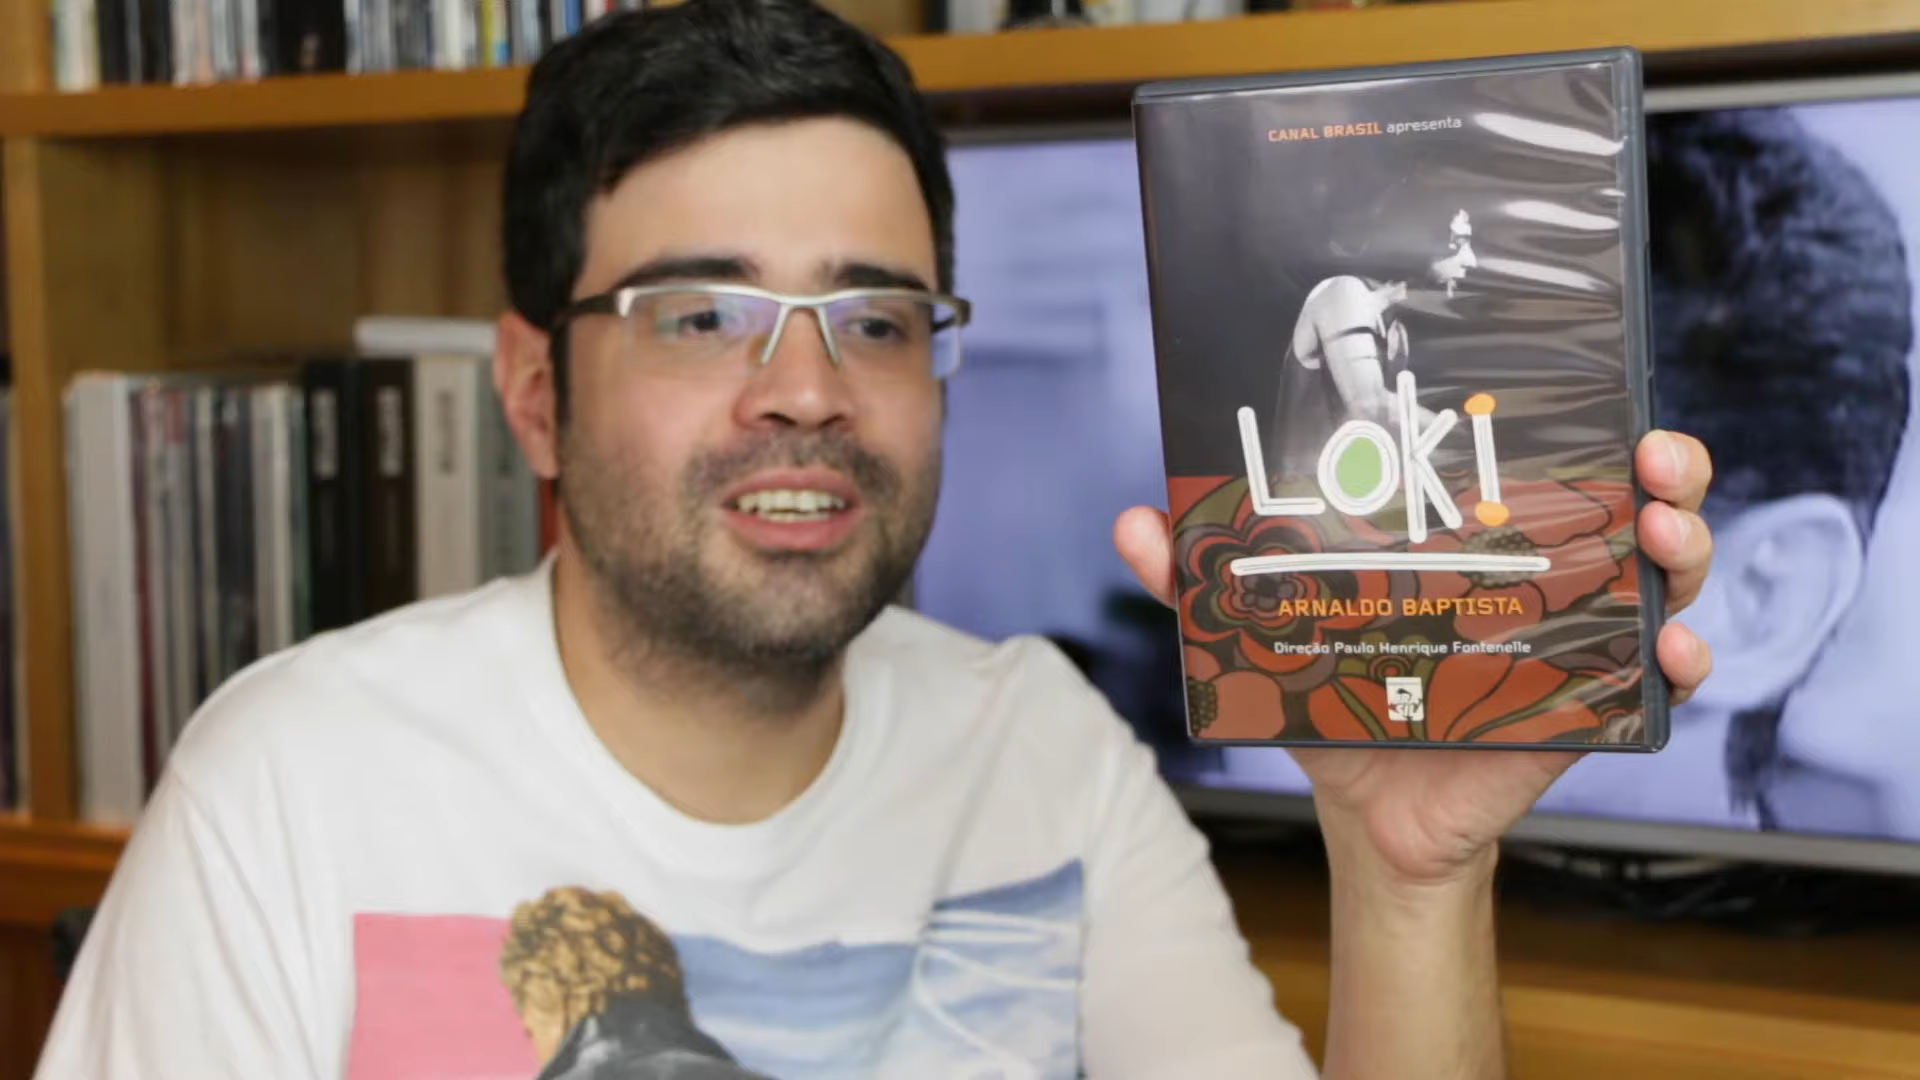 CANAL BRASIL apresenta
LOKI
ARNALDO BAPTISTA
Direção Paulo Henrique Fontenelle